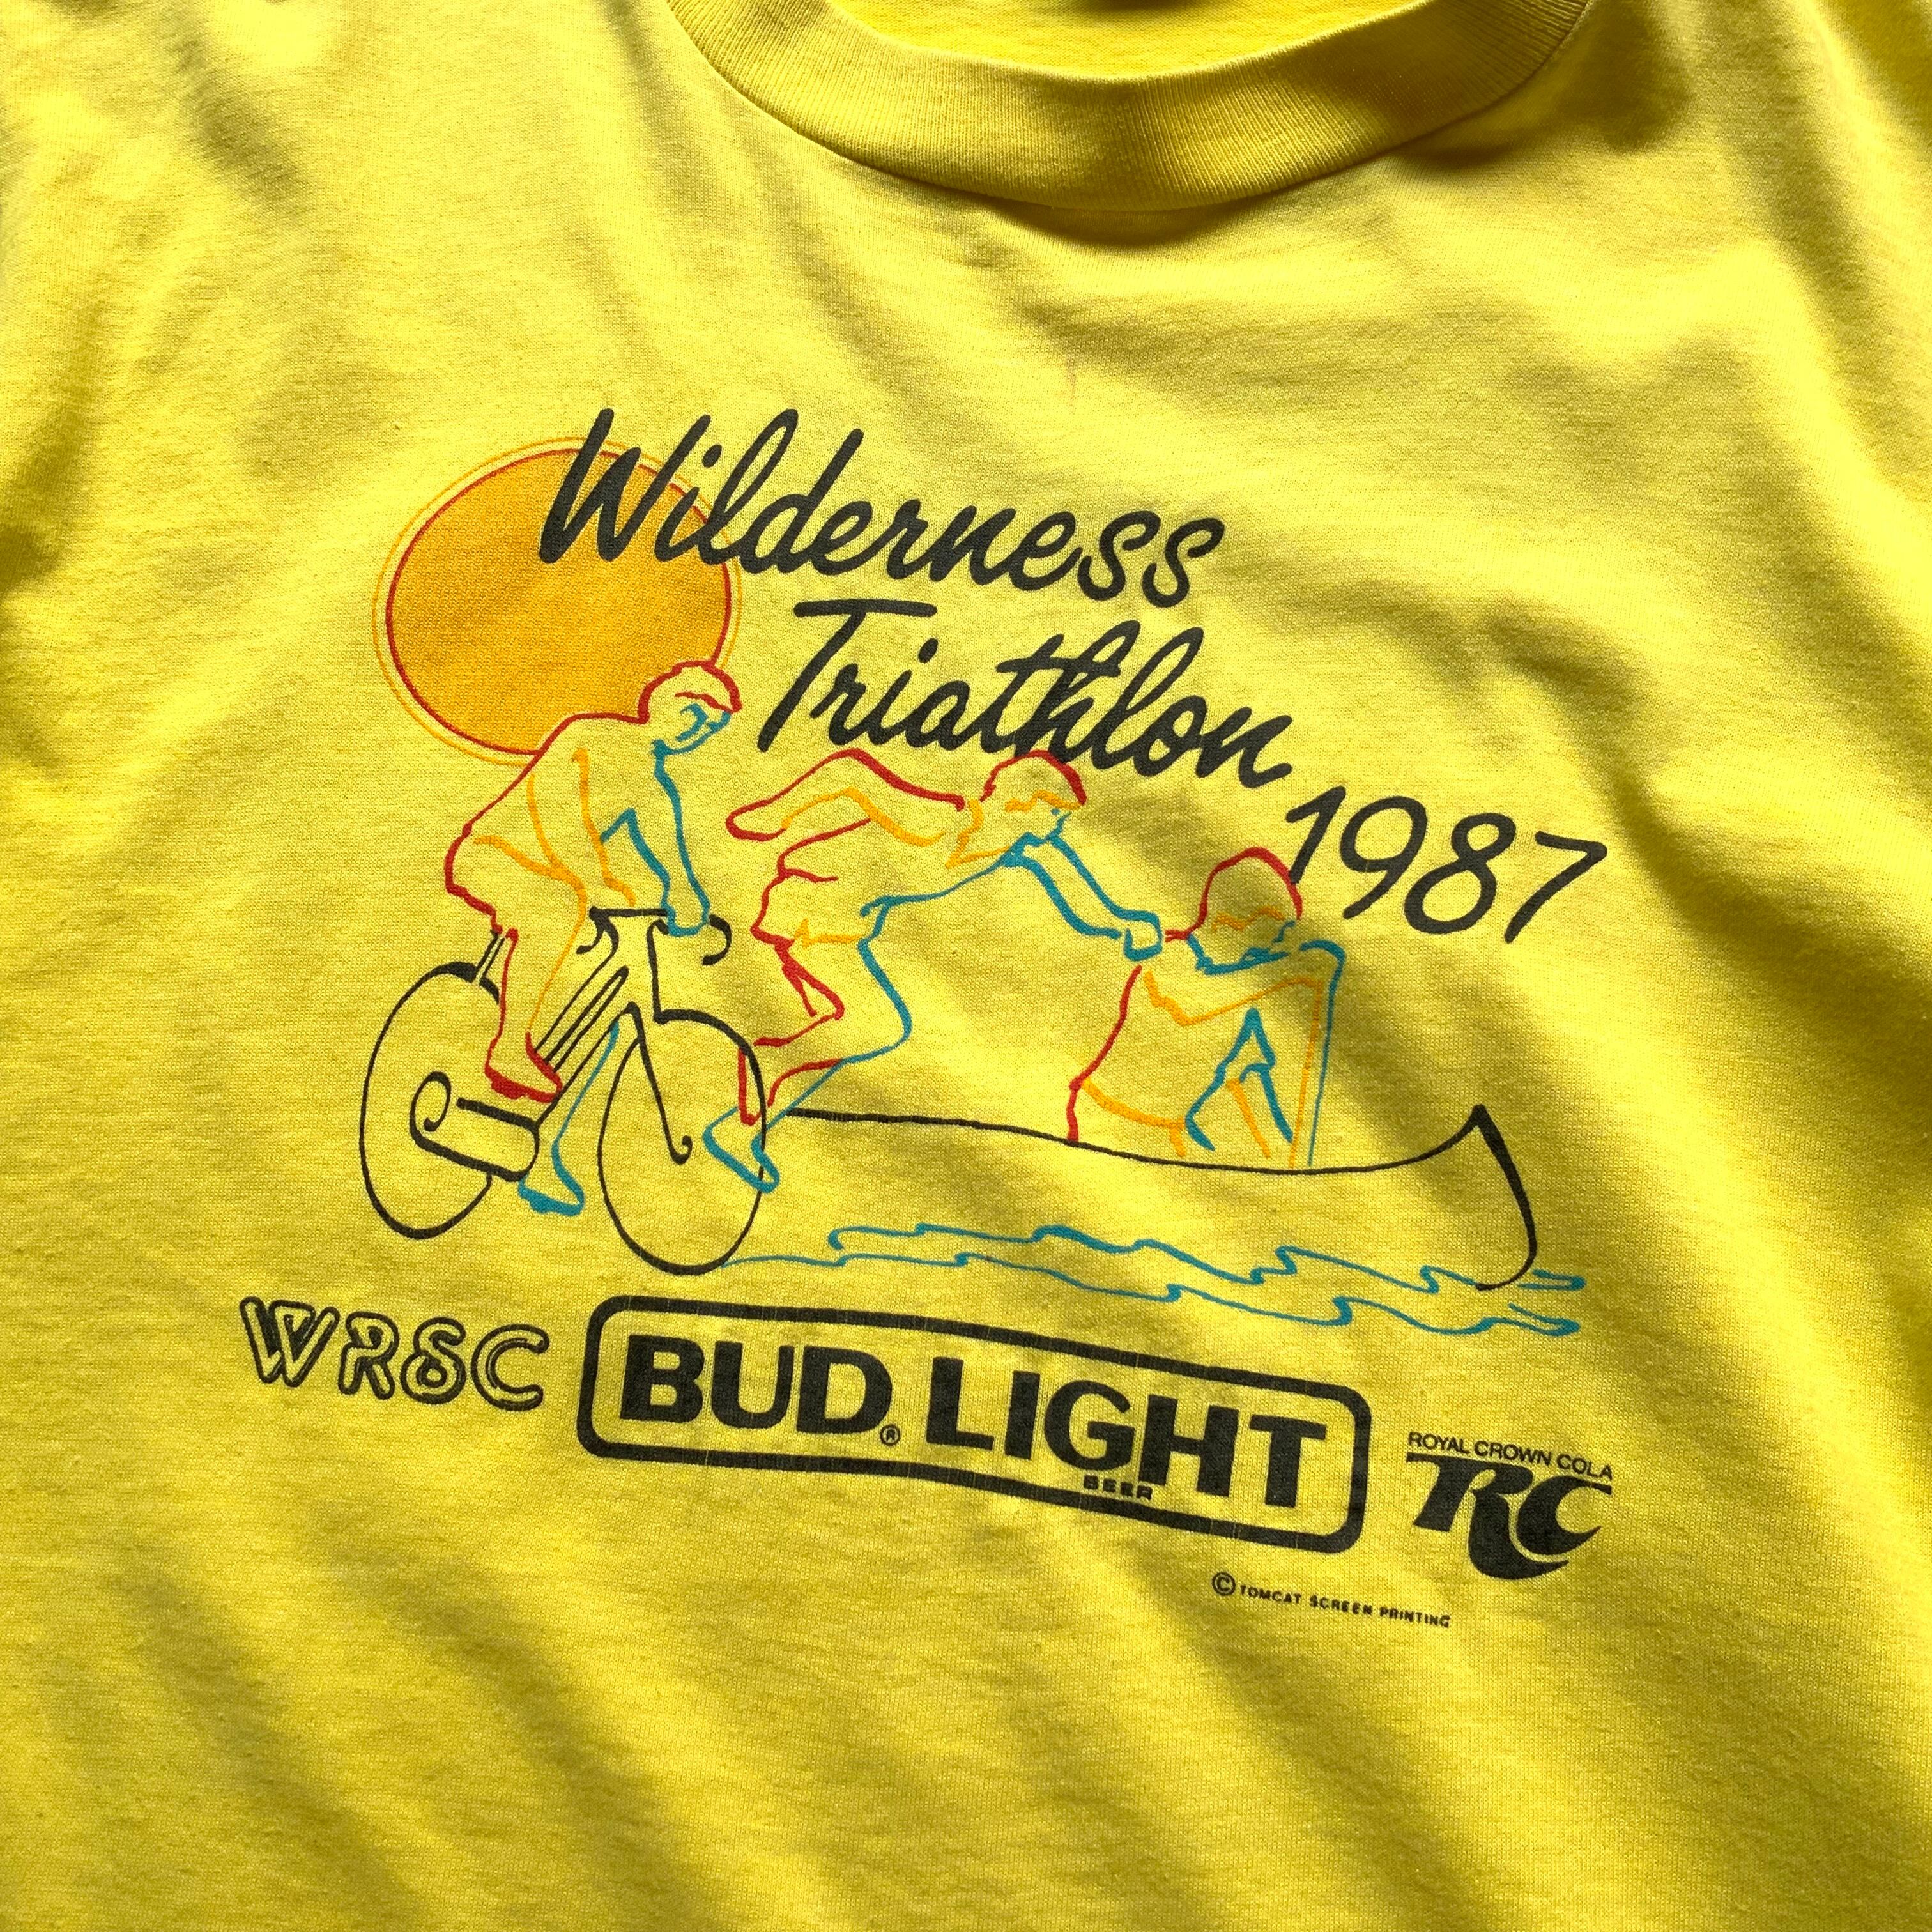 Wilderness
Triathlon
1987
WRSC
BUD® LIGHT
BEER
ROYAL CROWN COLA
RC
© TOMCAT SCREEN PRINTING